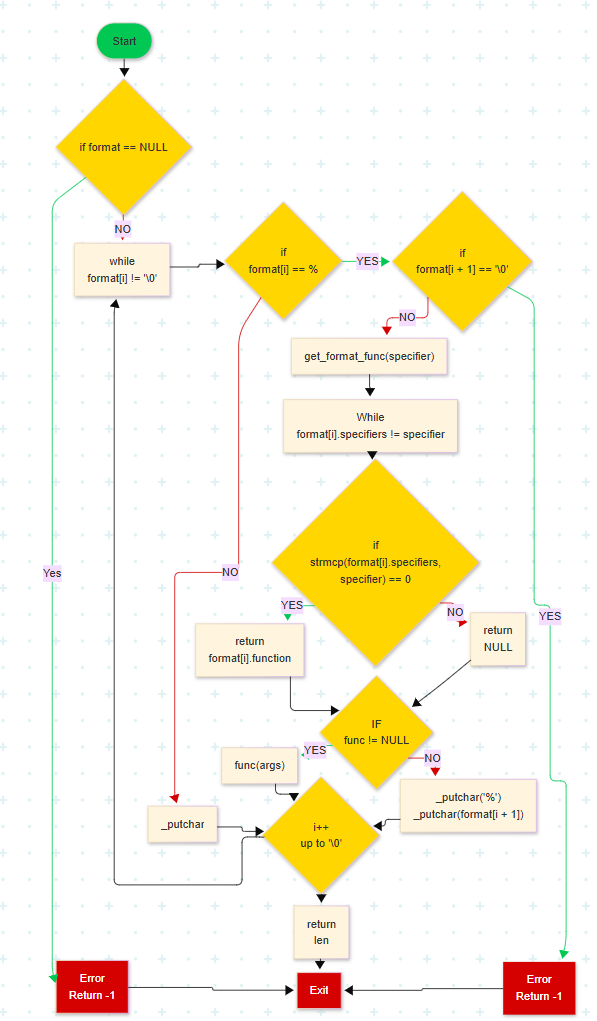 Start
if format == NULL
NO
while
format[i] != '\0'
if
format[i] == %
YES
if
format[i + 1] == '\0'
NO
get_format_func(specifier)
While
format[i].specifiers != specifier
if
strmcp(format[i].specifiers,
specifier) == 0
Yes
NO
YES
NO
YES
return
NULL
return
format[i].function
IF
func != NULL
YES
NO
func(args)
_putchar('%')
_putchar(format[i + 1])
_putchar
i++
up to '\0'
return
len
Error
Return -1
Exit
Error
Return -1